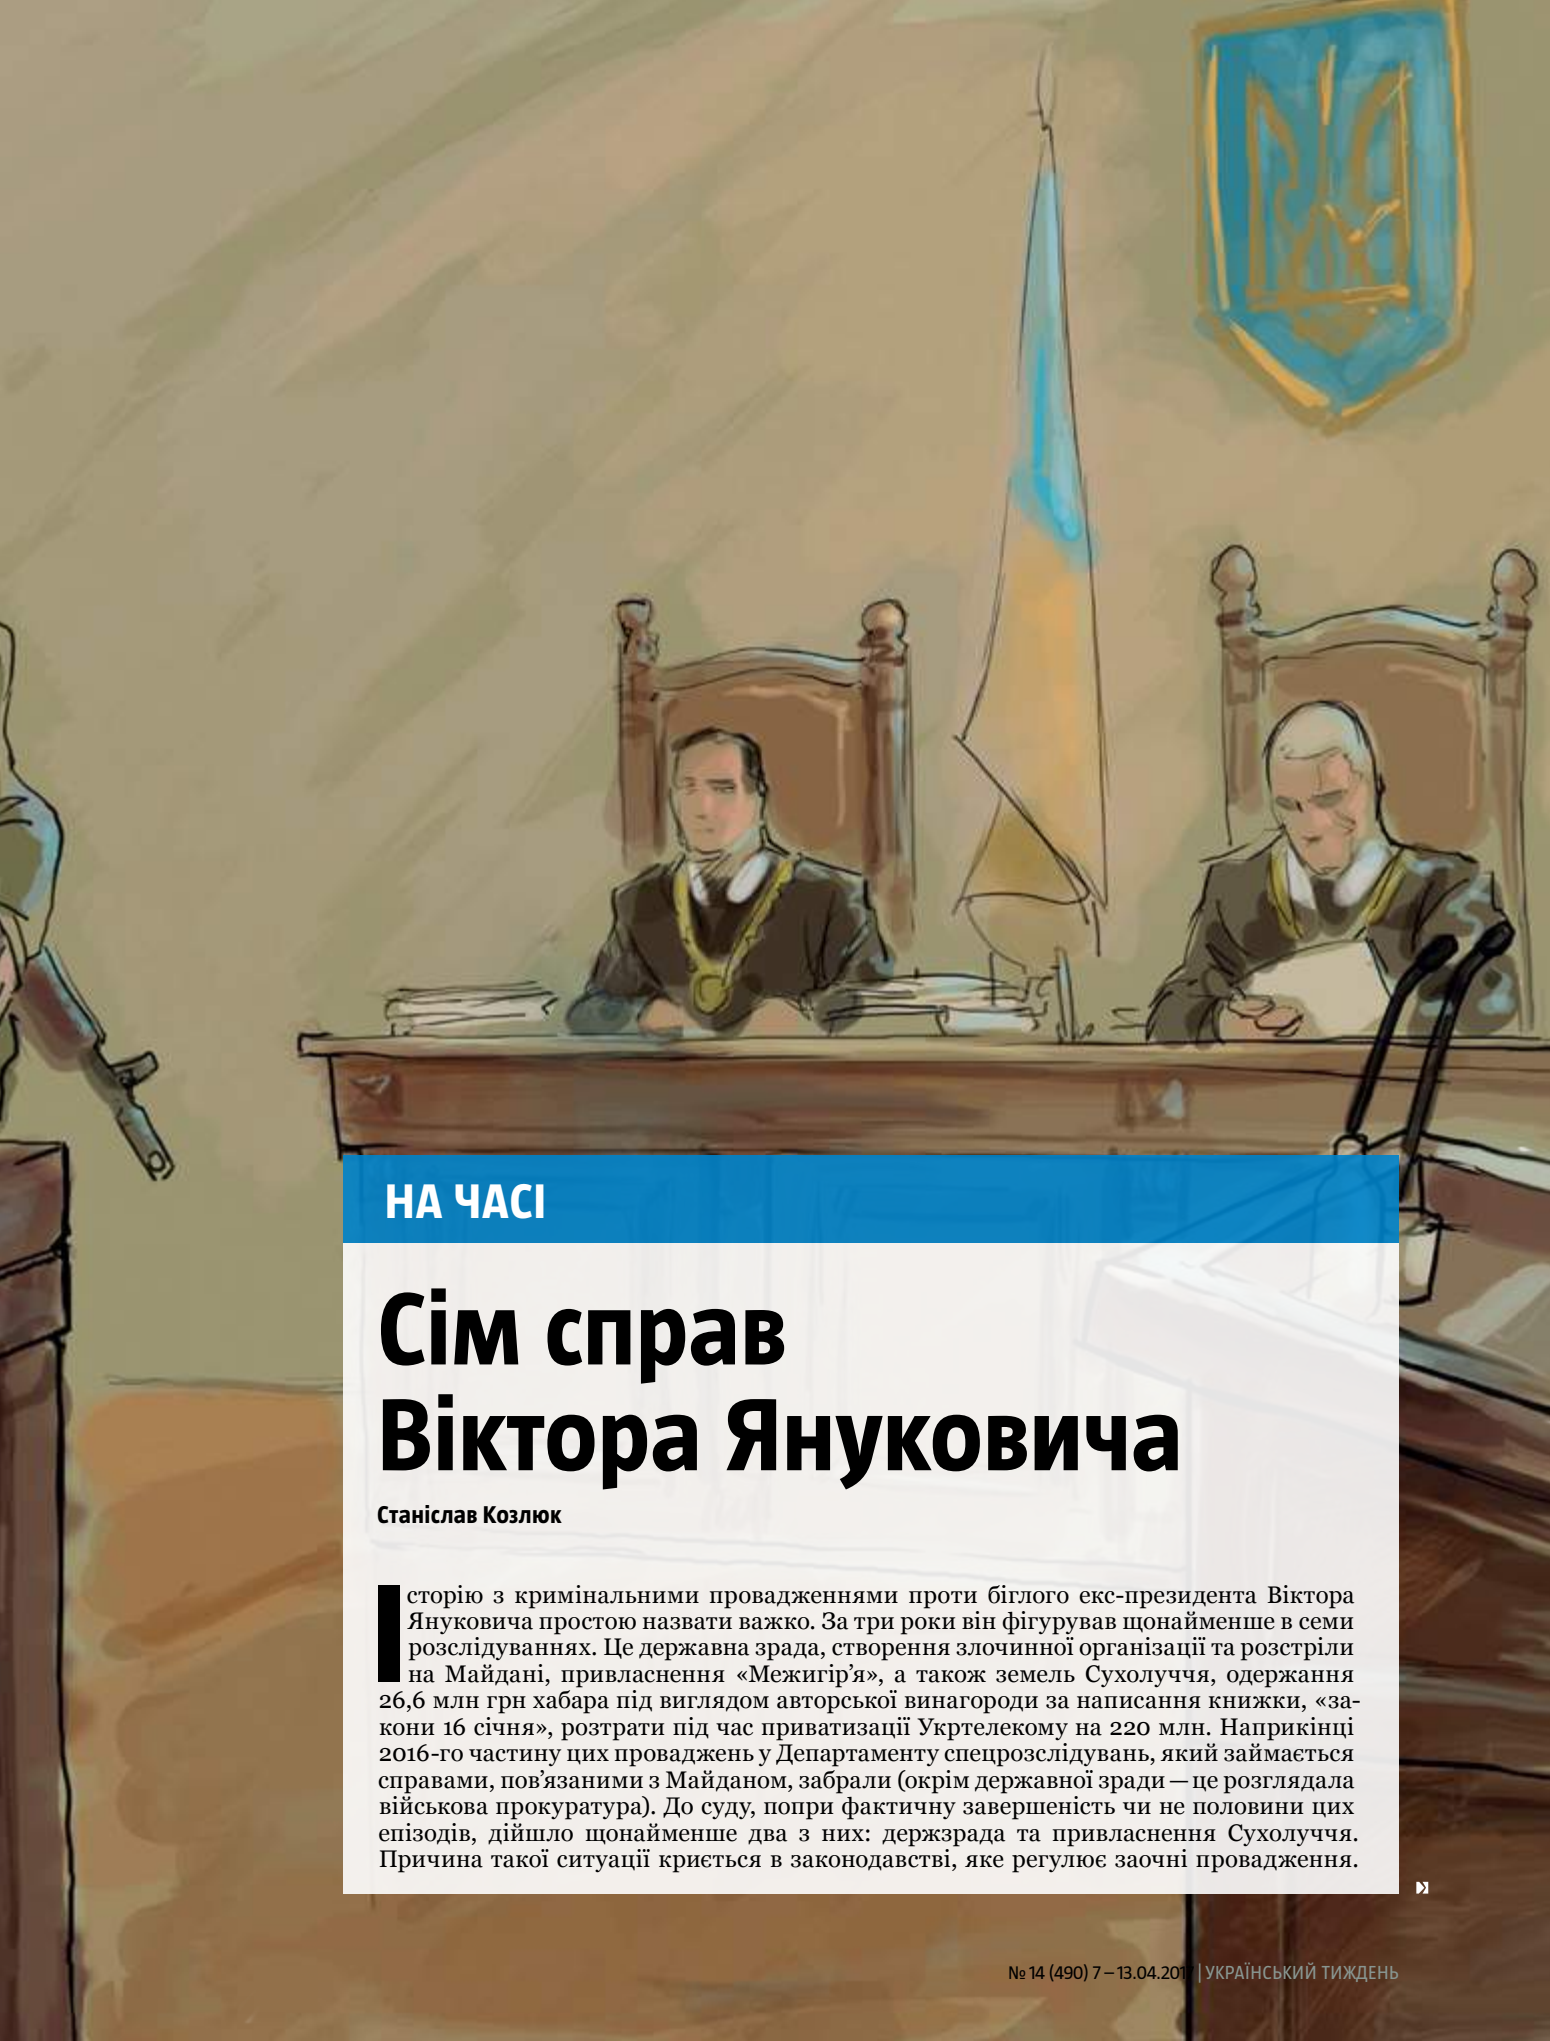 НА ЧАСІ
Сім справ
Віктора Януковича
Станіслав Козлюк
Історію з кримінальними провадженнями проти біглого екс-президента Віктора
Януковича простою назвати важко. За три роки він фігурував щонайменше в семи
розслідуваннях. Це державна зрада, створення злочинної організації та розстріли
на Майдані, привласнення «Межигір’я», а також земель Сухолуччя, одержання
26,6 млн грн хабара під виглядом авторської винагороди за написання книжки, «за-
кони 16 січня», розтрати під час приватизації Укртелекому на 220 млн. Наприкінці
2016-го частину цих проваджень у Департаменту спецрозслідувань, який займається
справами, пов’язаними з Майданом, забрали (окрім державної зради — це розглядала
військова прокуратура). До суду, попри фактичну завершеність чи не половини цих
епізодів, дійшло щонайменше два з них: держзрада та привласнення Сухолуччя.
Причина такої ситуації криється в законодавстві, яке регулює заочні провадження.
№ 14 (490) 7 – 13.04.2017 | УКРАЇНСЬКИЙ ТИЖДЕНЬ